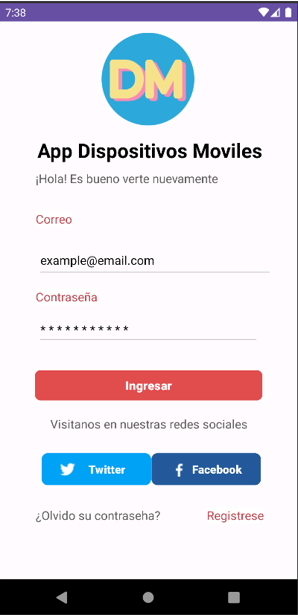 7:38
DM
App Dispositivos Moviles
¡Hola! Es bueno verte nuevamente
Correo
example@email.com
Contraseña
* * * * * * * * * * *
Ingresar
Visitanos en nuestras redes sociales
Twitter Facebook
¿Olvido su contraseha? Registrese